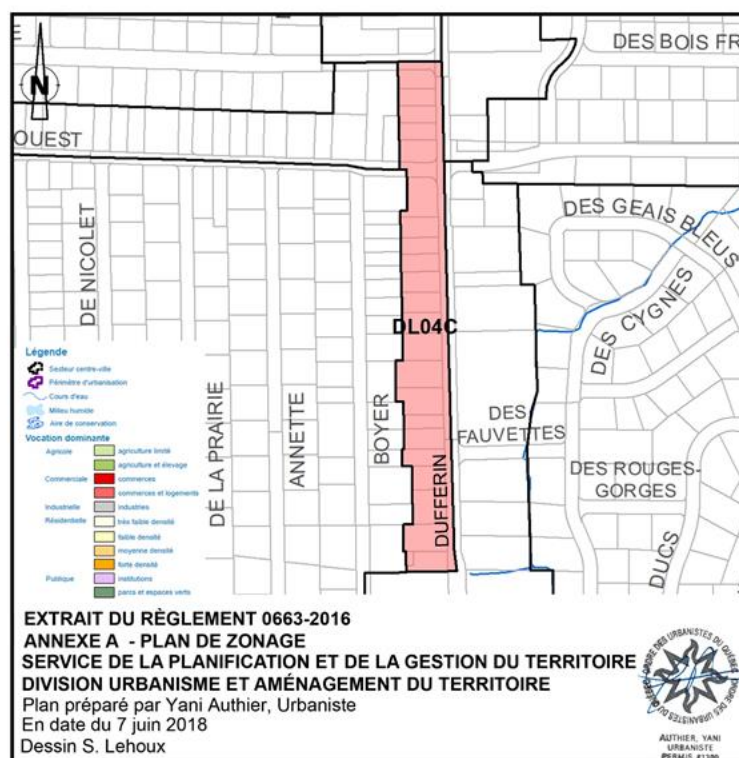 E
DES BOIS FR
N
OUEST
DES GEAIS BLEUS
DE NICOLET
DES CYGNES
DL04C
Légende
Secteur centre-ville
Périmètre d'urbanisation
Cours d'eau
Milieu humide
Aire de conservation
Vocation dominante
Agricole agriculture limité
agriculture et élevage
Commerciale commerces
commerces et logements
Industrielle industries
Résidentielle très faible densité
faible densité
moyenne densité
forte densité
Publique institutions
parcs et espaces verts
DE LA PRAIRIE
ANNETTE
BOYER
DUFFERIN
DES
FAUVETTES
DES ROUGES-
GORGES
DUCS
EXTRAIT DU RÈGLEMENT 0663-2016
ANNEXE A - PLAN DE ZONAGE
SERVICE DE LA PLANIFICATION ET DE LA GESTION DU TERRITOIRE
DIVISION URBANISME ET AMÉNAGEMENT DU TERRITOIRE
Plan préparé par Yani Authier, Urbaniste
En date du 7 juin 2018
Dessin S. Lehoux
ORDRE DES URBANISTES DU QUÉBEC
AUTHIER, YANI
URBANISTE